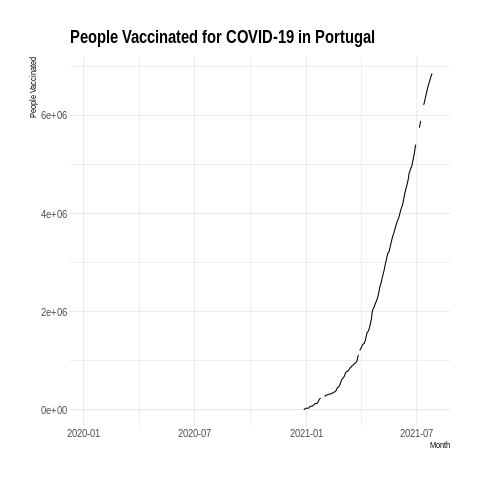 People Vaccinated for COVID-19 in Portugal
People Vaccinated
6e+06
4e+06
2e+06
0e+00
2020-01 2020-07 2021-01 2021-07
Month